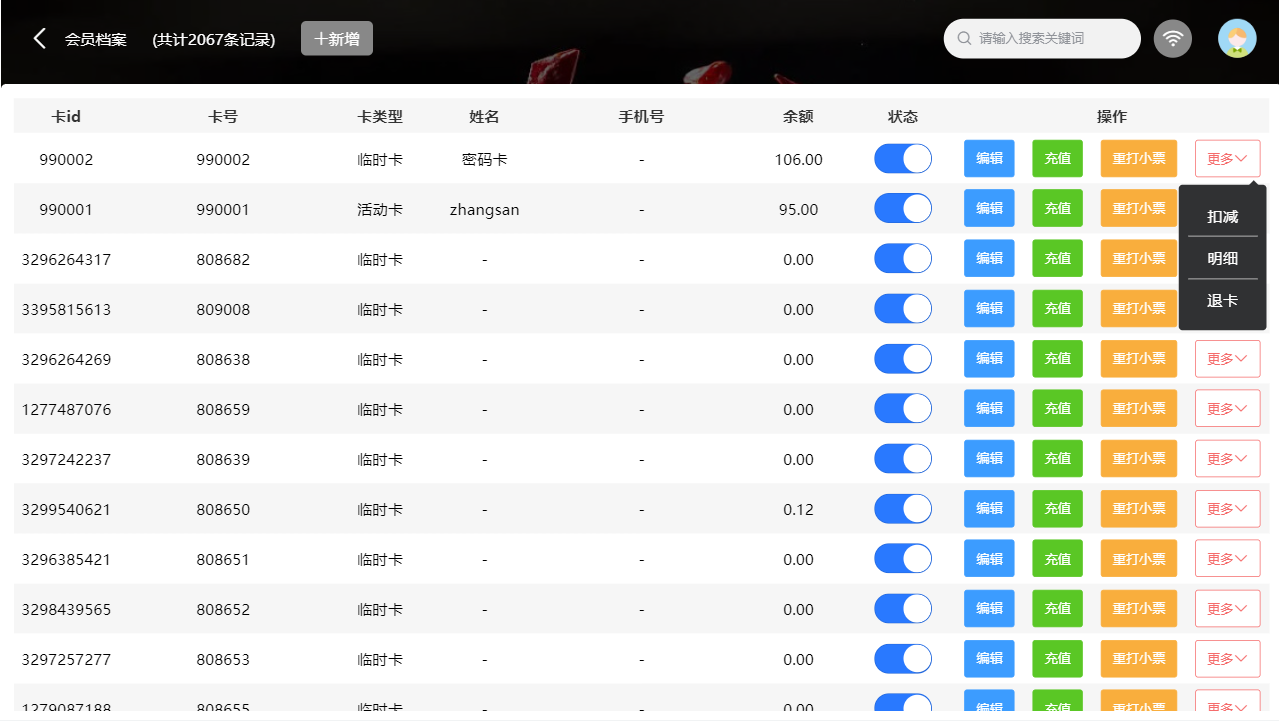 会员档案 (共计2067条记录) 十新增 请输入搜索关键词
卡id 卡号 卡类型 姓名 手机号 余额 状态 操作
990002 990002 临时卡 密码卡 - 106.00 编辑 充值 重打小票 更多
990001 990001 活动卡 zhangsan - 95.00 编辑 充值 重打小票
扣减
3296264317 808682 临时卡 - - 0.00 编辑 充值 重打小票
明细
3395815613 809008 临时卡 - - 0.00 编辑 充值 重打小票
退卡
3296264269 808638 临时卡 - - 0.00 编辑 充值 重打小票 更多
1277487076 808659 临时卡 - - 0.00 编辑 充值 重打小票 更多
3297242237 808639 临时卡 - - 0.00 编辑 充值 重打小票 更多
3299540621 808650 临时卡 - - 0.12 编辑 充值 重打小票 更多
3296385421 808651 临时卡 - - 0.00 编辑 充值 重打小票 更多
3298439565 808652 临时卡 - - 0.00 编辑 充值 重打小票 更多
3297257277 808653 临时卡 - - 0.00 编辑 充值 重打小票 更多
1279087188 808655 临时卡 - - 0.00 编辑 充值 重打小票 更多